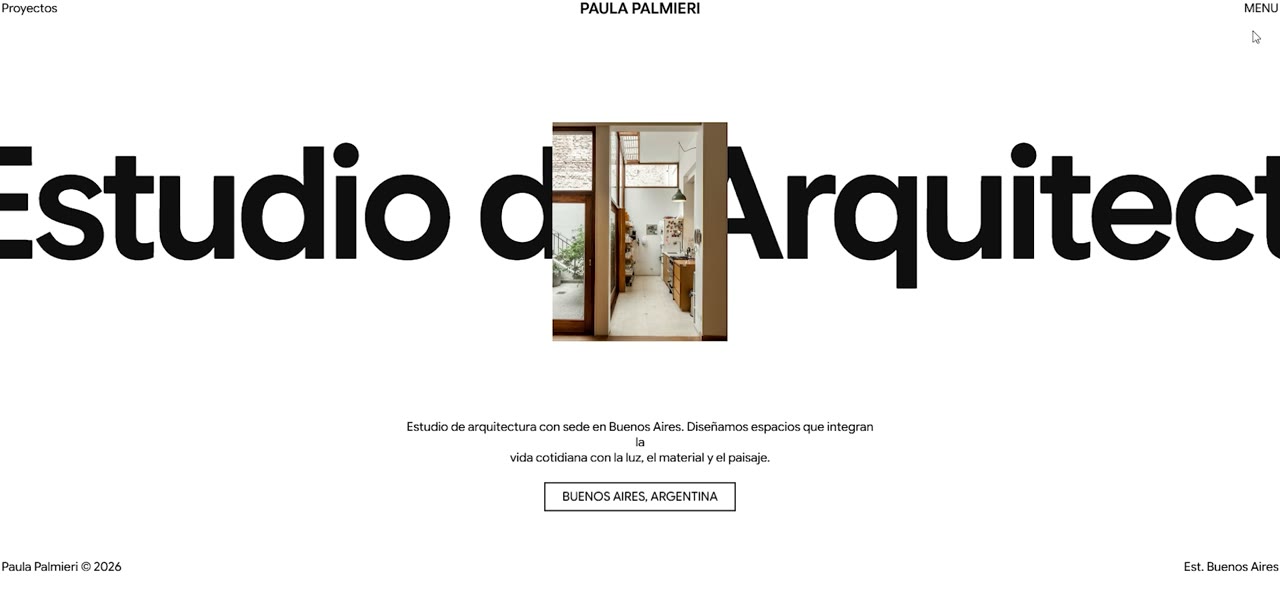 Proyectos
PAULA PALMIERI
MENU
Estudio d Arquitect
Estudio de arquitectura con sede en Buenos Aires. Diseñamos espacios que integran
la
vida cotidiana con la luz, el material y el paisaje.
BUENOS AIRES, ARGENTINA
Paula Palmieri © 2026
Est. Buenos Aires